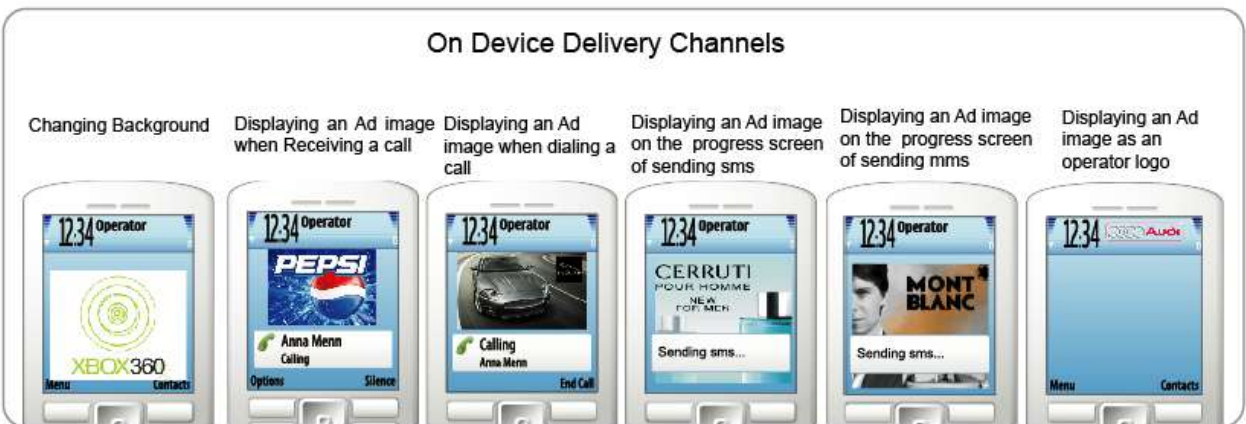 On Device Delivery Channels
Changing Background
Displaying an Ad image
when Receiving a call
Displaying an Ad
image when dialing a
call
Displaying an Ad image
on the progress screen
of sending sms
Displaying an Ad image
on the progress screen
of sending mms
Displaying an Ad
image as an
operator logo
12:34 Operator
XBOX360
Menu Contacts
12:34 Operator
PEPSI
Anna Menn
Calling
Options Silence
12:34 Operator
Calling
Anna Menn
End Call
12:34 Operator
CERRUTI
POUR HOMME
NEW
FOR MEN
Sending sms...
12:34 Operator
MONT
BLANC
Sending sms...
12:34 Audi
Menu Contacts